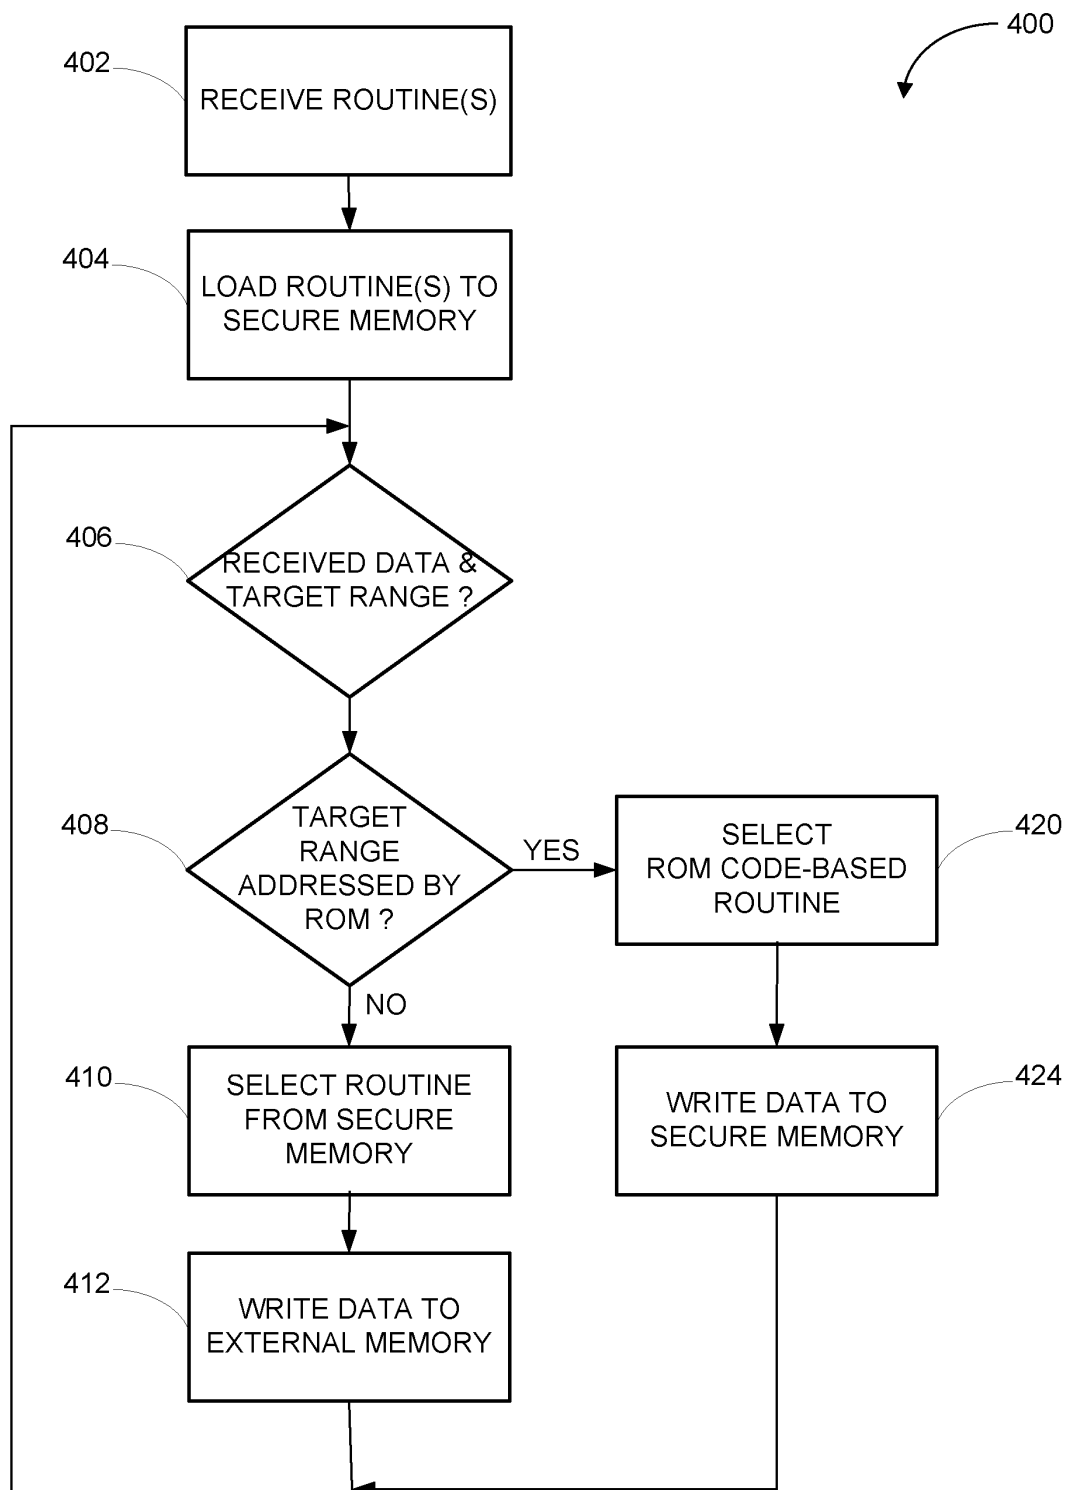 400
402
RECEIVE ROUTINE(S)
404
LOAD ROUTINE(S) TO
SECURE MEMORY
406
RECEIVED DATA &
TARGET RANGE ?
408
TARGET
RANGE
ADDRESSED BY
ROM ?
YES
NO
420
SELECT
ROM CODE-BASED
ROUTINE
410
SELECT ROUTINE
FROM SECURE
MEMORY
424
WRITE DATA TO
SECURE MEMORY
412
WRITE DATA TO
EXTERNAL MEMORY